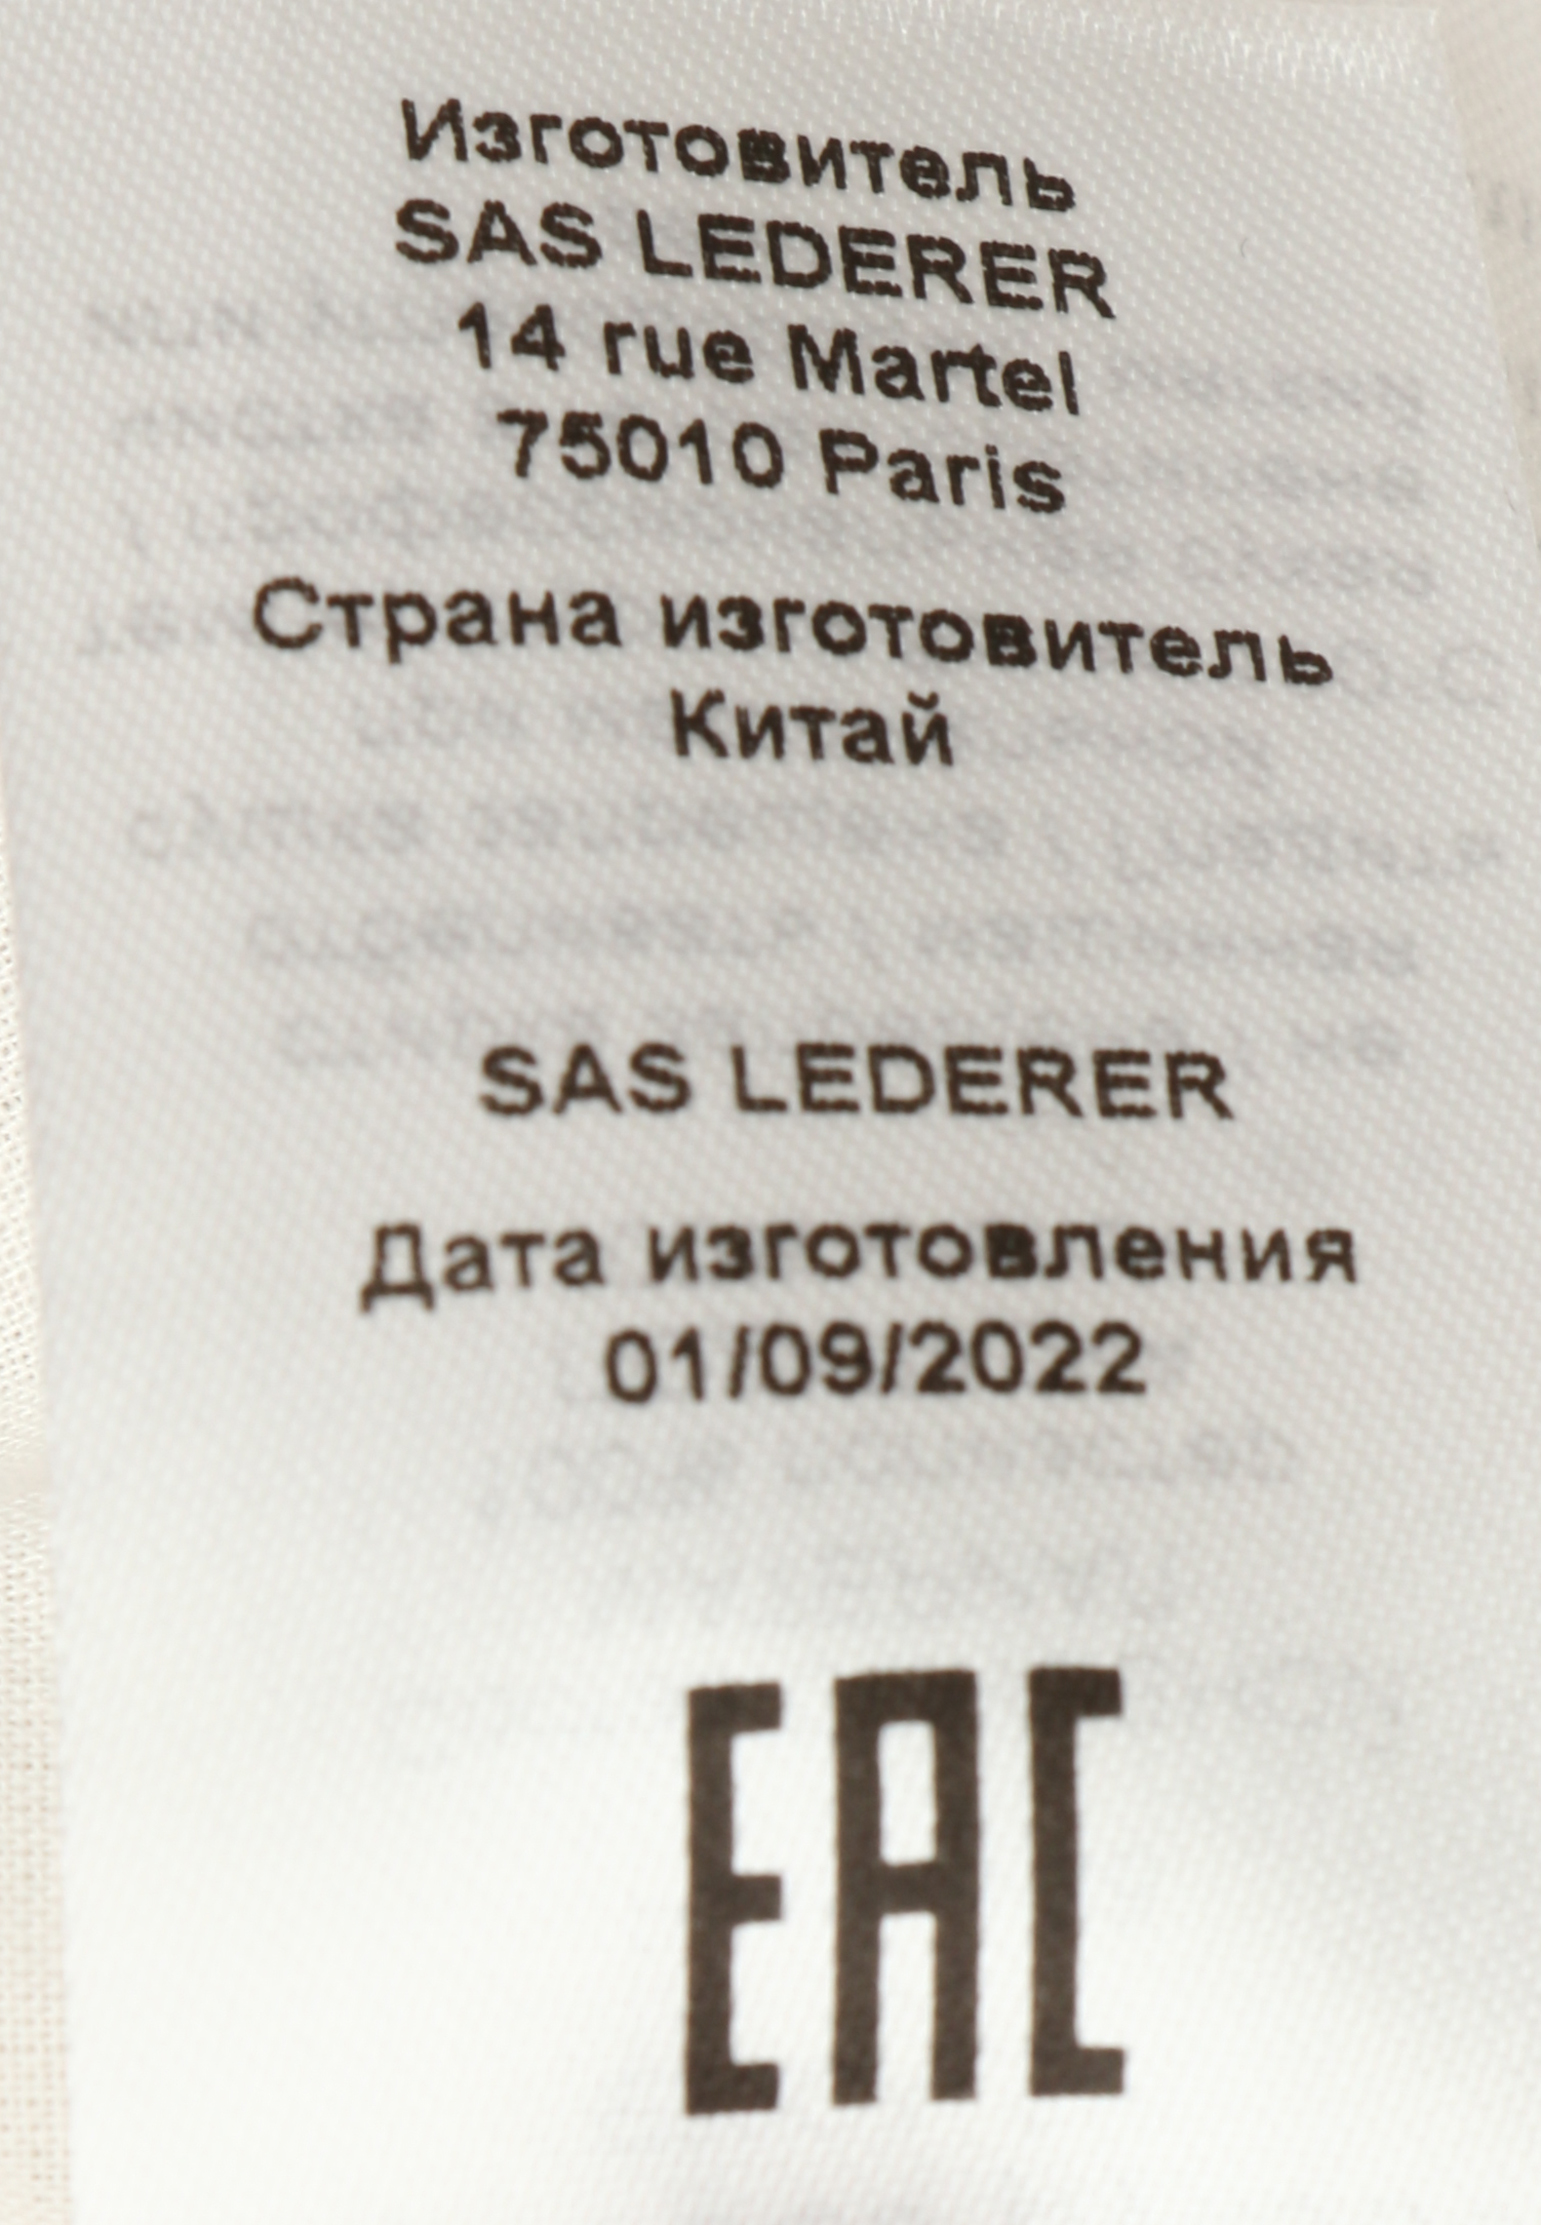 Изготовитель
SAS LEDERER
14 rue Martel
75010 Paris
Страна изготовитель
Китай
SAS LEDERER
Дата изготовления
01/09/2022
EAC